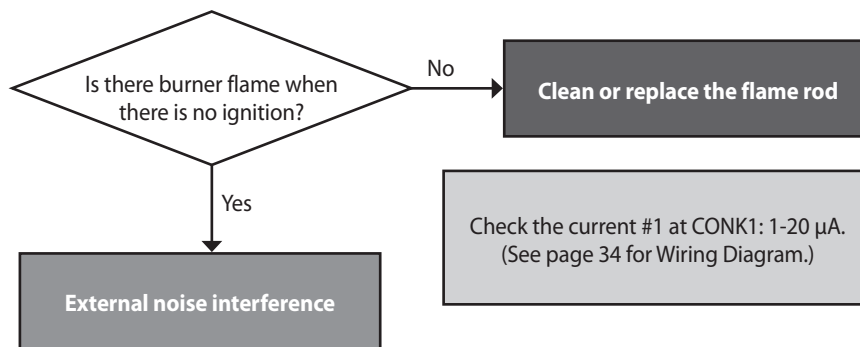 Is there burner flame when
there is no ignition?
No
Clean or replace the flame rod
Yes
Check the current #1 at CONK1: 1-20 µA.
(See page 34 for Wiring Diagram.)
External noise interference